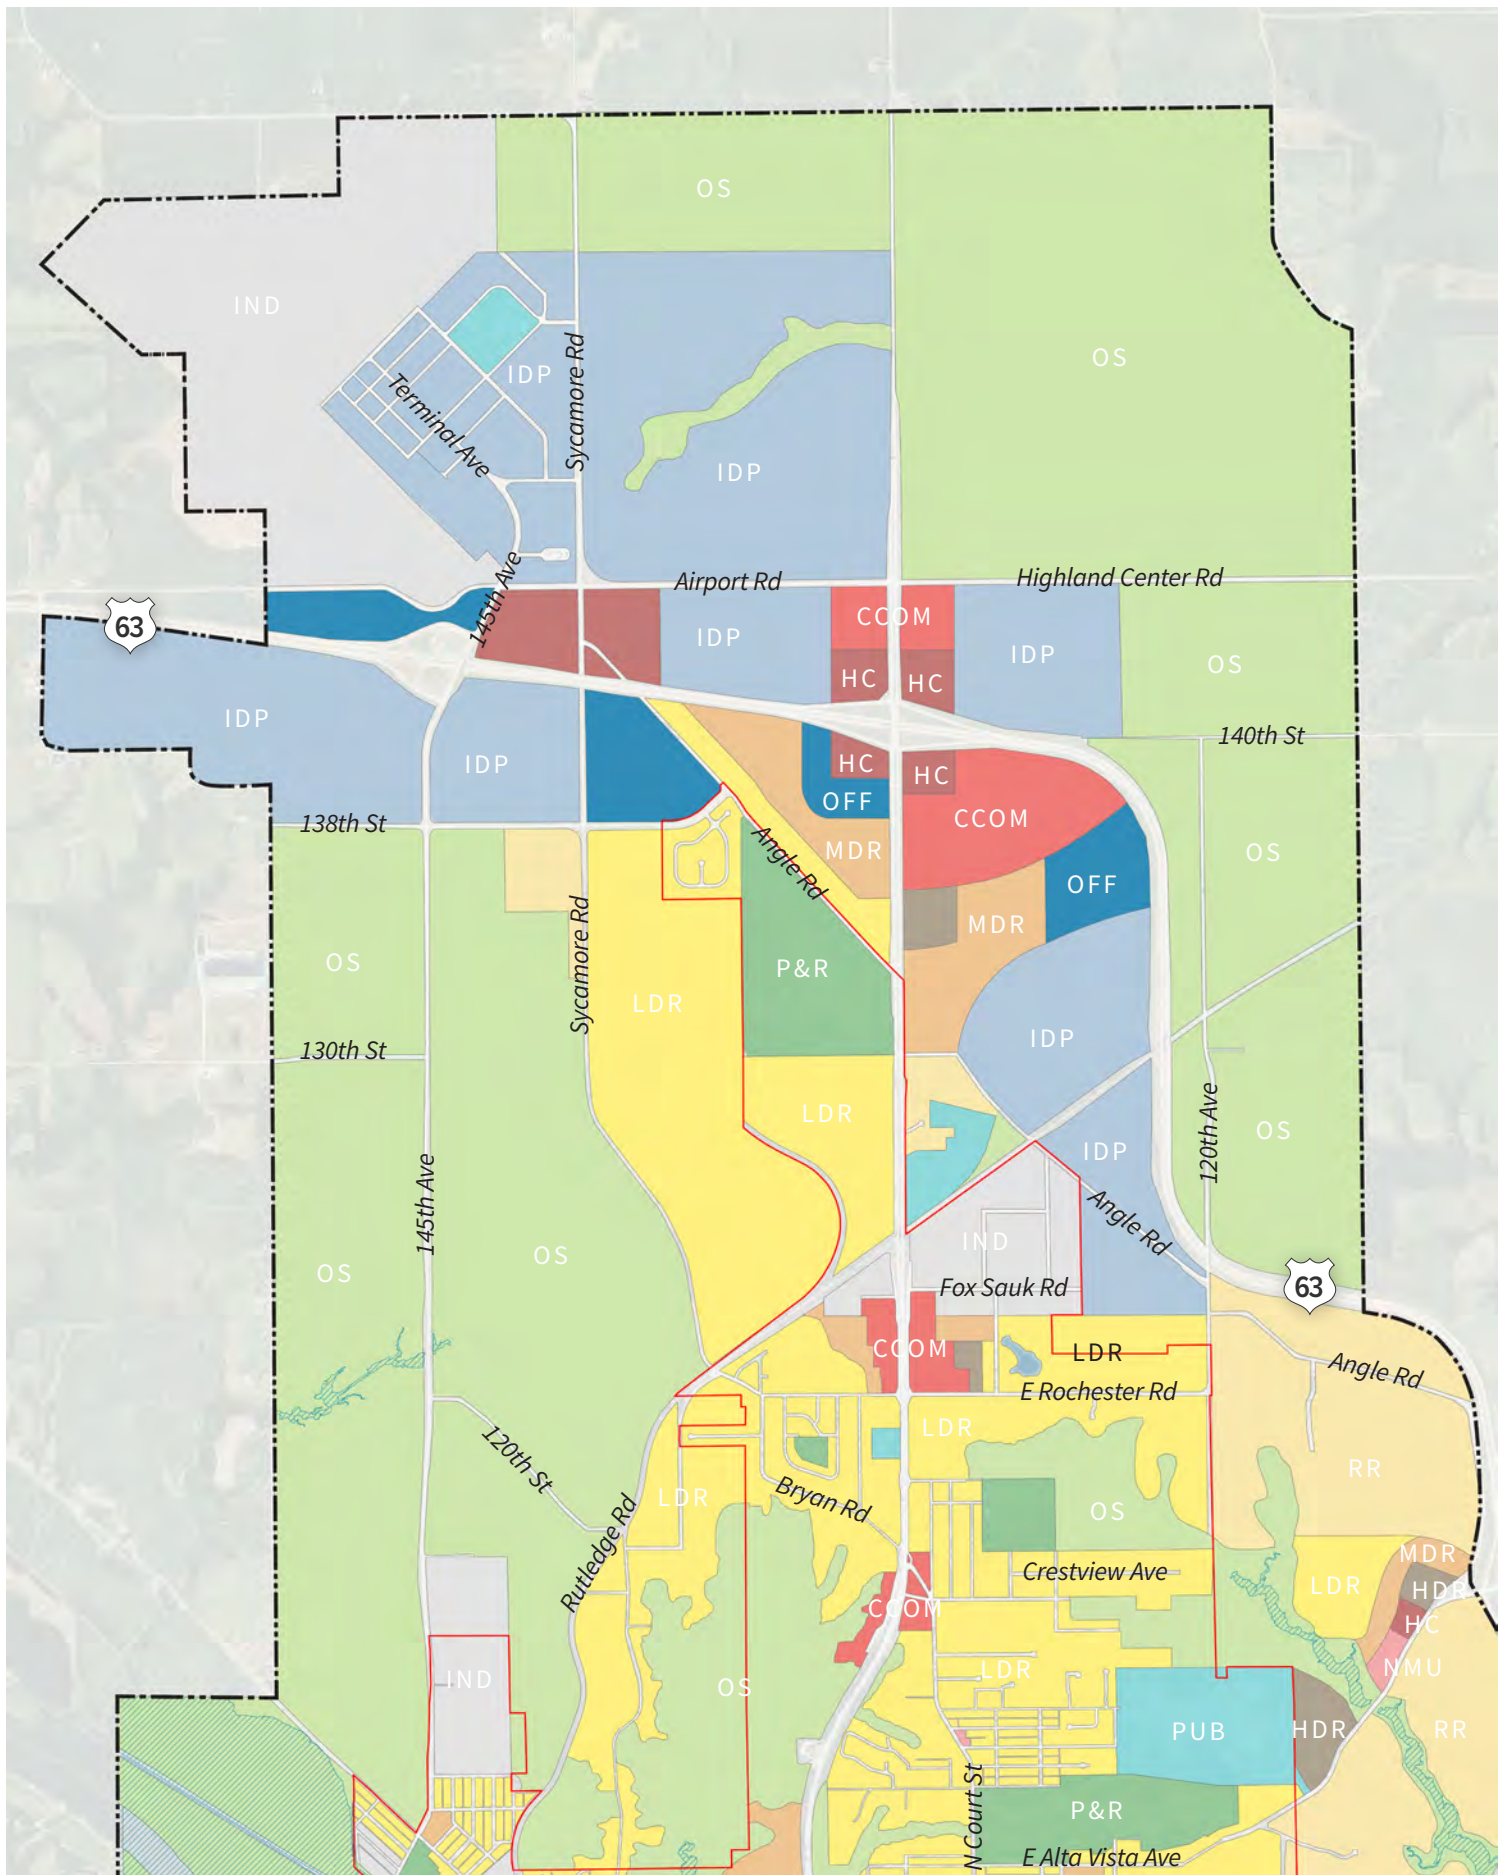 OS
IND
OS
Sycamore Rd
IDP
Terminal Ave
IDP
145th Ave
Airport Rd
Highland Center Rd
63
CCOM
IDP
IDP
OS
HC
HC
IDP
140th St
IDP
HC
HC
OFF
138th St
CCOM
Angle Rd
MDR
OS
OFF
MDR
Sycamore Rd
OS
P&R
LDR
IDP
130th St
LDR
120th Ave
OS
IDP
145th Ave
Angle Rd
OS
OS
IND
Fox Sauk Rd
63
CCOM
LDR
Angle Rd
E Rochester Rd
LDR
120th St
RR
LDR
Bryan Rd
OS
Rutledge Rd
MDR
Crestview Ave
LDR
HDR
CCOM
HC
LDR
NMU
IND
OS
PUB
HDR
RR
N Court St
P&R
E Alta Vista Ave